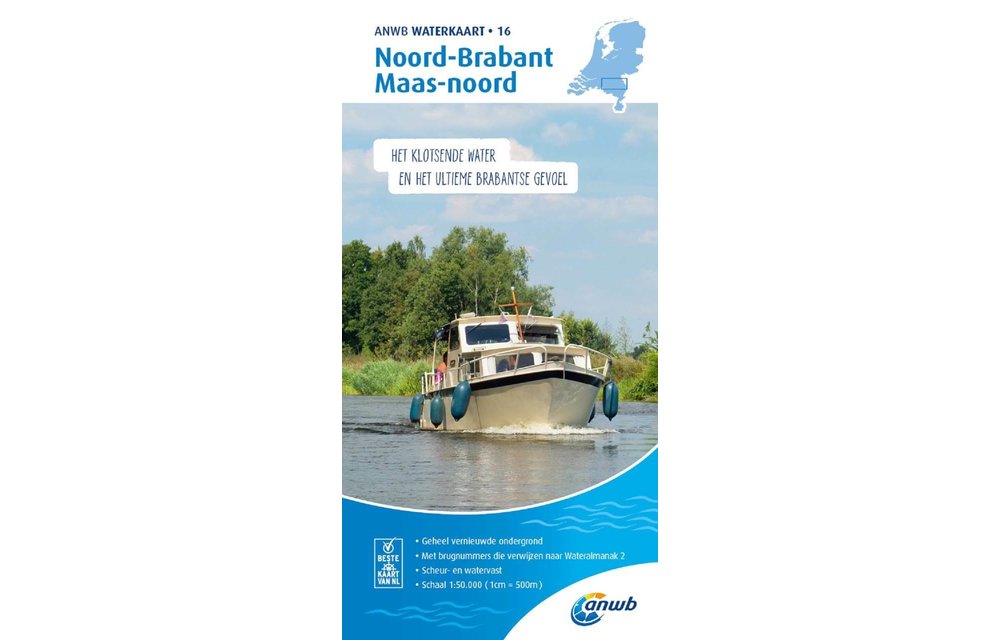 ANWB WATERKAART • 16
Noord-Brabant
Maas-noord
HET KLOTSENDE WATER
EN HET ULTIEME BRABANTSE GEVOEL
• Geheel vernieuwde ondergrond
• Met brugnummers die verwijzen naar Wateralmanak 2
• Scheur- en watervast
• Schaal 1:50.000 ( 1cm = 500m )
BESTE
KAART
VAN NL
anwb